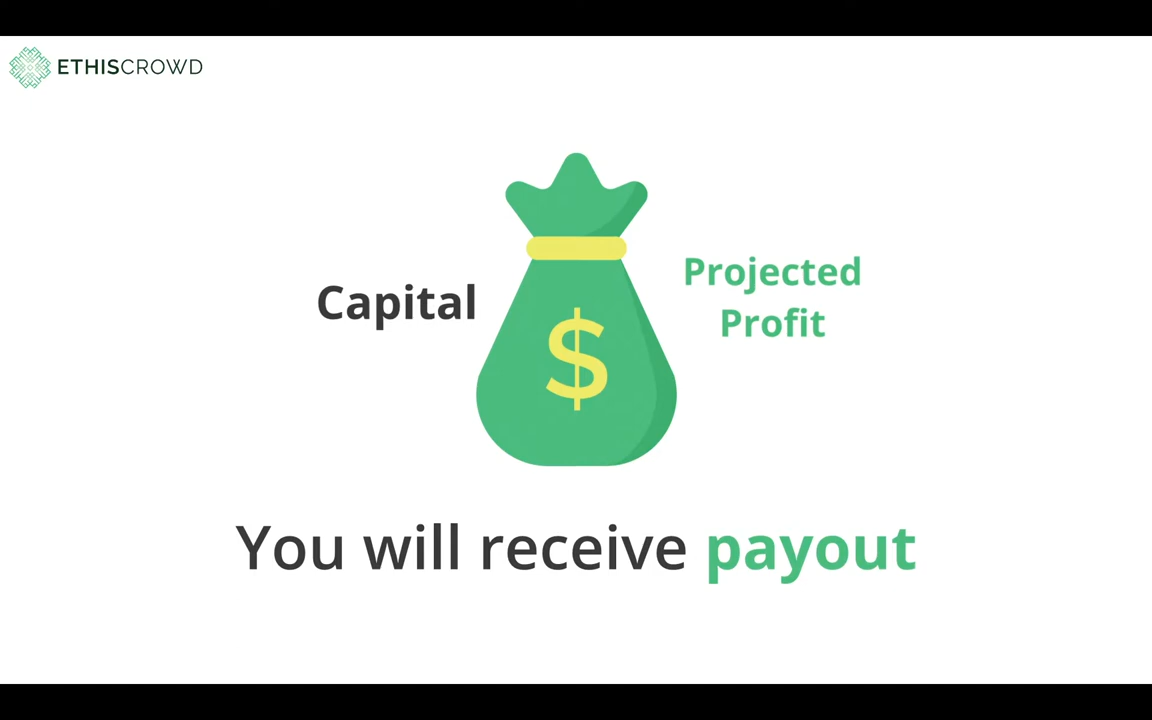 ETHISCROWD
Capital
Projected
Profit
$
You will receive payout